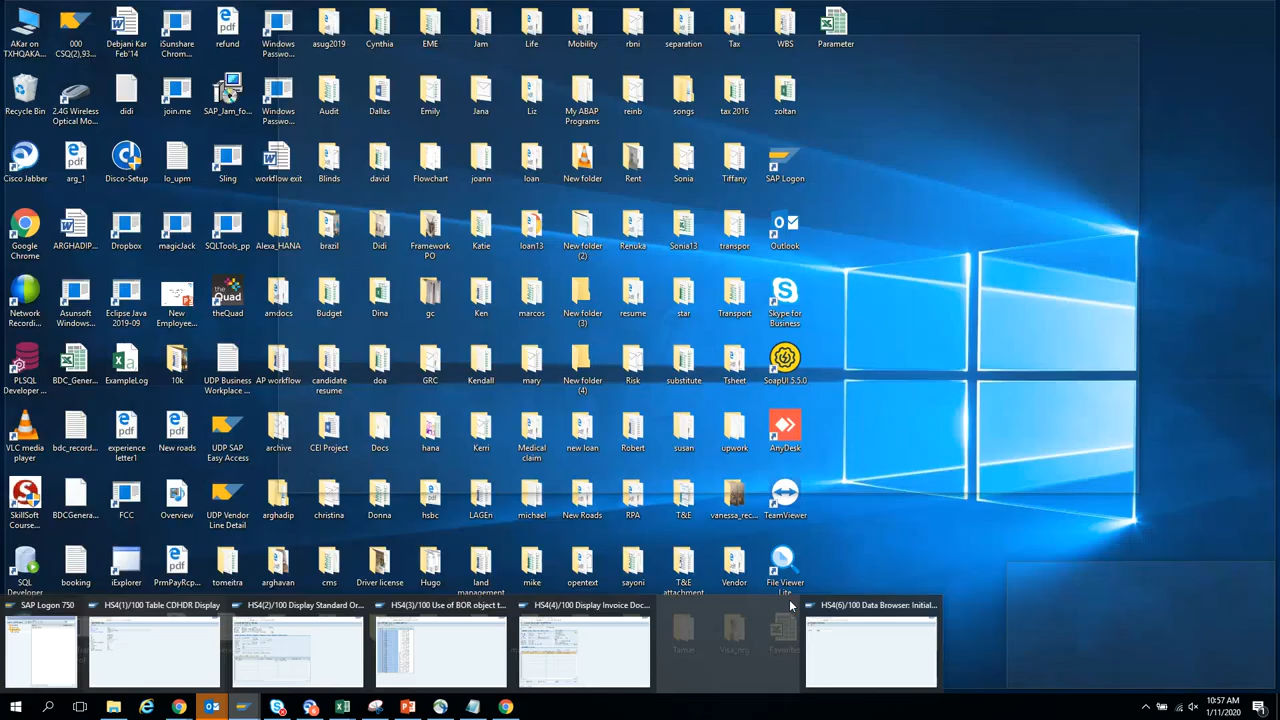 AKar on TXHQAKA...
000 CSQ(2),59...
Debjani Kar Feb'14
iSunshare Chrom...
refund
Windows Passwo...
asug2019
Cynthia
EME
Jam
Life
Mobility
rbni
separation
Tax
WBS
Parameter
Recycle Bin
2.4G Wireless Optical Mo...
didi
join.me
SAP_Jam_fo...
Windows Passwo...
Audit
Dallas
Emily
Jana
Liz
My ABAP Programs
reinb
songs
tax 2016
zoltan
Cisco Jabber
arg_1
Disco-Setup
lo_upm
Sling
workflow exit
Blinds
david
Flowchart
joann
loan
New folder
Rent
Sonia
Tiffany
SAP Logon
Google Chrome
ARGHADIP...
Dropbox
magicJack
SQLTools_pp
Alexa_HANA
brazil
Didi
Framework PO
Katie
loan13
New folder (2)
Renuka
Sonia13
transpor
Outlook
Network Recordi...
Asunsoft Windows...
Eclipse Java 2019-09
New Employee...
theQuad
amdocs
Budget
Dina
gc
Ken
marcos
New folder (3)
resume
star
Transport
Skype for Business
PLSQL Developer ...
BDC_Gener...
ExampleLog
10k
UDP Business Workplace ...
AP workflow
candidate resume
doa
GRC
Kendall
mary
New folder (4)
Risk
substitute
Tsheet
SoapUI 5.5.0
VLC media player
bdc_record...
experience letter1
New roads
UDP SAP Easy Access
archive
CEI Project
Docs
hana
Kerri
Medical claim
new loan
Robert
susan
upwork
AnyDesk
SkillSoft Course...
BDCGenera...
FCC
Overview
UDP Vendor Line Detail
arghadip
christina
Donna
hsbc
LAGEn
michael
New Roads
RPA
T&E
vanessa_rec...
TeamViewer
SQL Developer
booking
iExplorer
PrmPayRcp...
tomeitra
arghavan
cms
Driver license
Hugo
land management
mike
opentext
sayoni
T&E attachment
Vendor
File Viewer Lite
SAP Logon 750
HS4(1)/100 Table CDHDR Display
HS4(2)/100 Display Standard Or...
HS4(3)/100 Use of BOR object t...
HS4(4)/100 Display Invoice Doc...
HS4(6)/100 Data Browser: Initial...
Tamer
Visa_nrg
Favorites
10:57 AM
1/11/2020